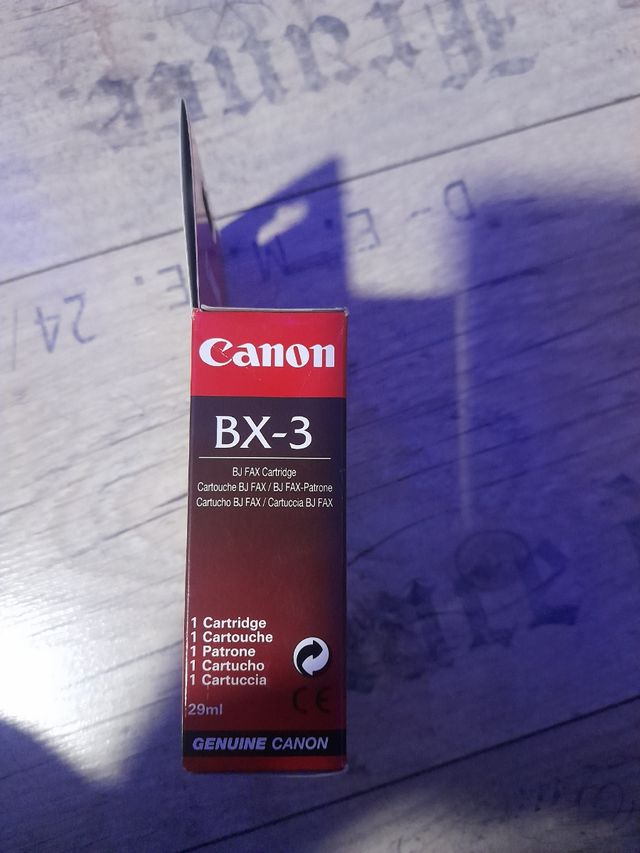 Canon
BX-3
BJ FAX Cartridge
Cartouche BJ FAX / BJ FAX-Patrone
Cartucho BJ FAX / Cartuccia BJ FAX
1 Cartridge
1 Cartouche
1 Patrone
1 Cartucho
1 Cartuccia
29ml
CE
GENUINE CANON